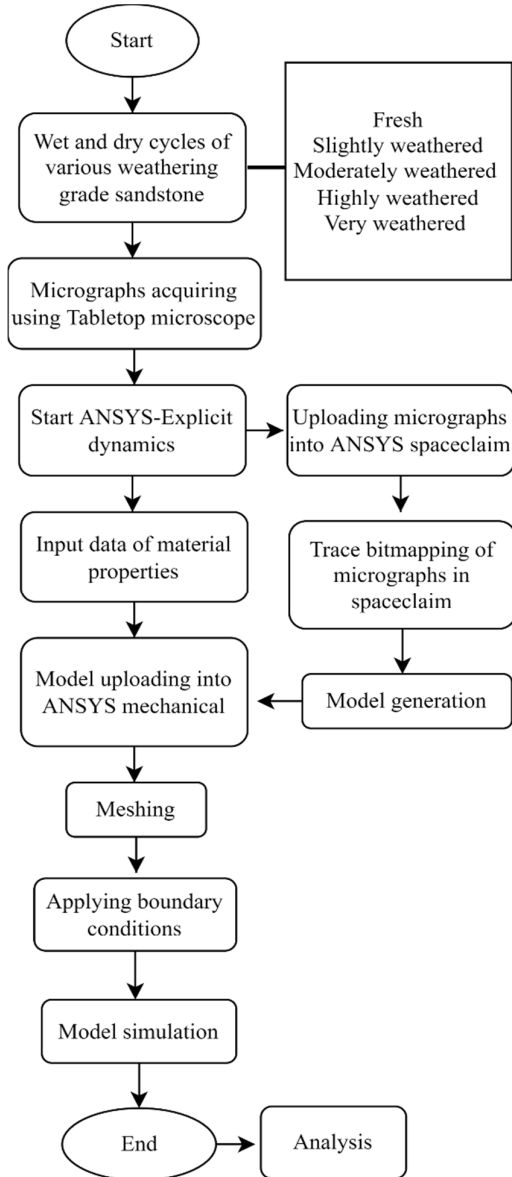 Start
Wet and dry cycles of
various weathering
grade sandstone
Fresh
Slightly weathered
Moderately weathered
Highly weathered
Very weathered
Micrographs acquiring
using Tabletop microscope
Start ANSYS-Explicit
dynamics
Uploading micrographs
into ANSYS spaceclaim
Input data of material
properties
Trace bitmapping of
micrographs in
spaceclaim
Model uploading into
ANSYS mechanical
Model generation
Meshing
Applying boundary
conditions
Model simulation
End
Analysis